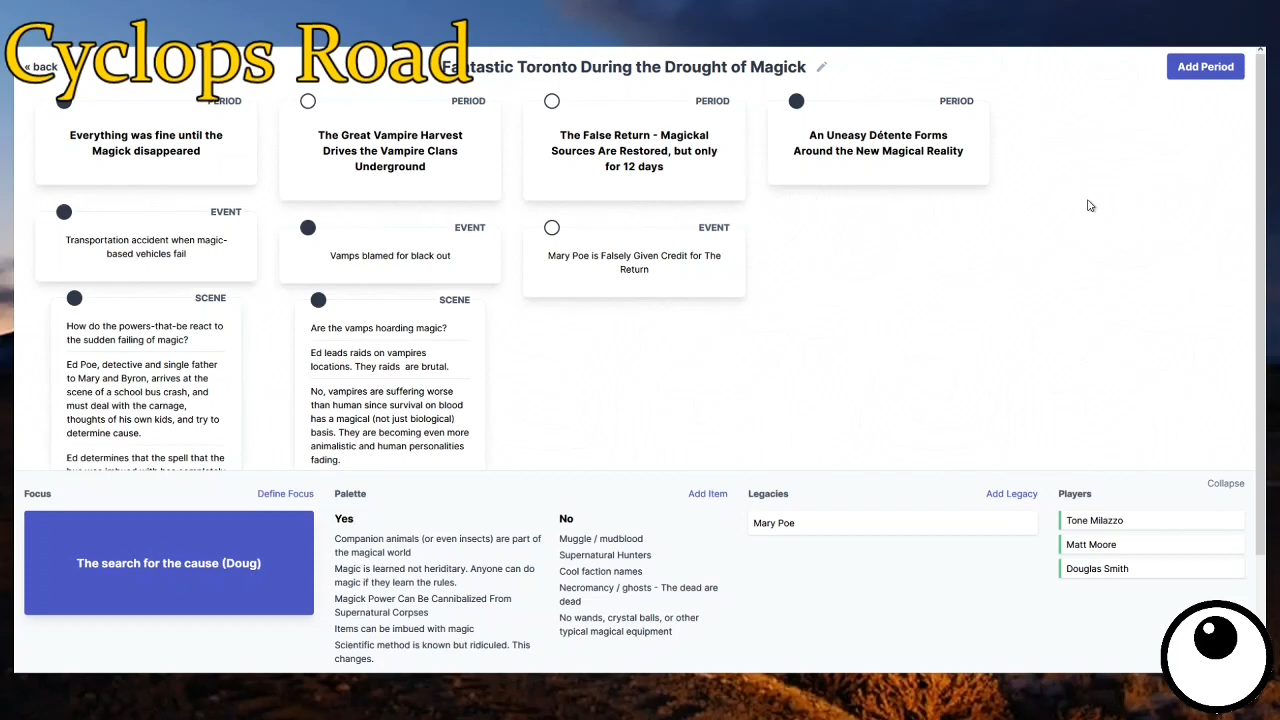 Cyclops Road
« back
Fantastic Toronto During the Drought of Magick
Add Period
PERIOD
Everything was fine until the
Magick disappeared
PERIOD
The Great Vampire Harvest
Drives the Vampire Clans
Underground
PERIOD
The False Return - Magickal
Sources Are Restored, but only
for 12 days
PERIOD
An Uneasy Détente Forms
Around the New Magical Reality
EVENT
Transportation accident when magic-
based vehicles fail
EVENT
Vamps blamed for black out
EVENT
Mary Poe is Falsely Given Credit for The
Return
SCENE
How do the powers-that-be react to
the sudden failing of magic?
Ed Poe, detective and single father
to Mary and Byron, arrives at the
scene of a school bus crash, and
must deal with the carnage,
thoughts of his own kids, and try to
determine cause.
Ed determines that the spell that the
bus was imbued with has completely
SCENE
Are the vamps hoarding magic?
Ed leads raids on vampires
locations. They raids are brutal.
No, vampires are suffering worse
than human since survival on blood
has a magical (not just biological)
basis. They are becoming even more
animalistic and human personalities
fading.
Collapse
Focus
Define Focus
The search for the cause (Doug)
Palette
Add Item
Yes
Companion animals (or even insects) are part of
the magical world
Magic is learned not heriditary. Anyone can do
magic if they learn the rules.
Magick Power Can Be Cannibalized From
Supernatural Corpses
Items can be imbued with magic
Scientific method is known but ridiculed. This
changes.
No
Muggle / mudblood
Supernatural Hunters
Cool faction names
Necromancy / ghosts - The dead are
dead
No wands, crystal balls, or other
typical magical equipment
Legacies
Add Legacy
Mary Poe
Players
Tone Milazzo
Matt Moore
Douglas Smith